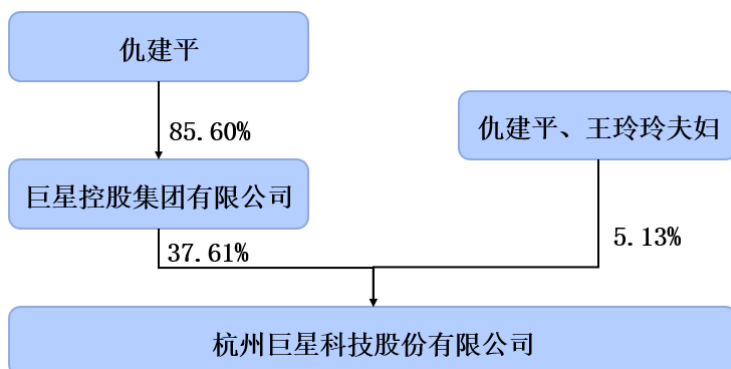 仇建平
85.60%
仇建平、王玲玲夫妇
巨星控股集团有限公司
37.61%
5.13%
杭州巨星科技股份有限公司